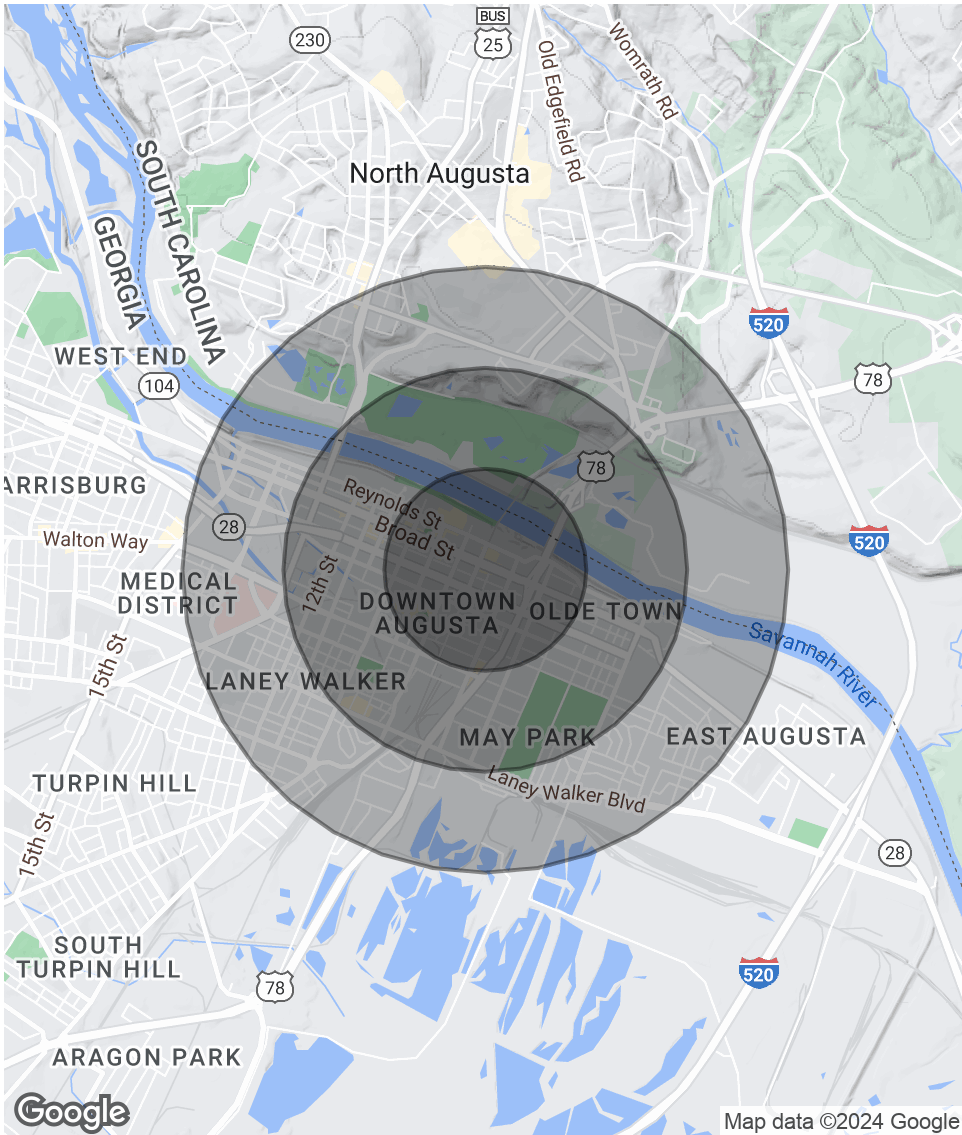 BUS
25
230
Old Edgefield Rd
Womrath Rd
North Augusta
SOUTH CAROLINA
GEORGIA
520
WEST END
104
78
78
ARRISBURG
Reynolds St
28
Broad St
Walton Way
520
12th St
MEDICAL
DISTRICT
DOWNTOWN
AUGUSTA
OLDE TOWN
Savannah River
15th St
LANEY WALKER
MAY PARK
EAST AUGUSTA
TURPIN HILL
Laney Walker Blvd
15th St
28
SOUTH
TURPIN HILL
520
78
ARAGON PARK
Google
Map data ©2024 Google